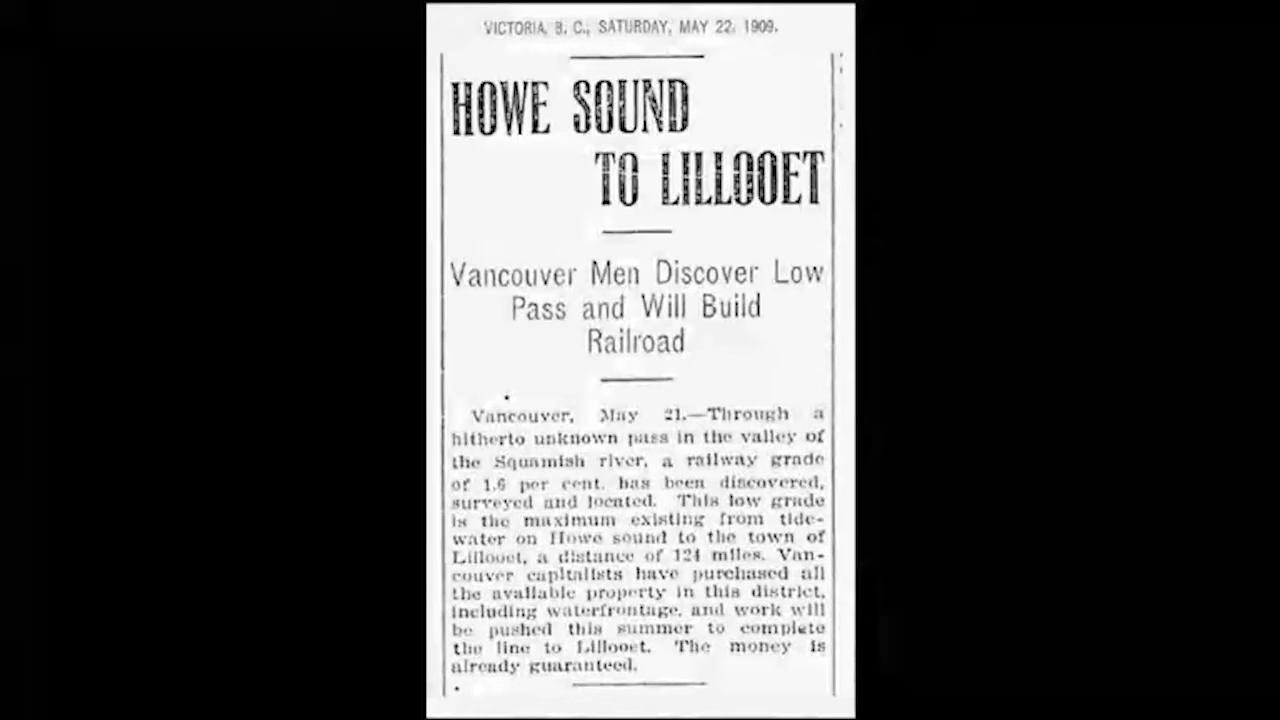 VICTORIA, B. C., SATURDAY, MAY 22, 1909.
HOWE SOUND
TO LILLOOET
Vancouver Men Discover Low
Pass and Will Build
Railroad
Vancouver, May 21.—Through a
hitherto unknown pass in the valley of
the Squamish river, a railway grade
of 1.6 per cent. has been discovered,
surveyed and located. This low grade
is the maximum existing from tide-
water on Howe sound to the town of
Lillooet, a distance of 124 miles. Van-
couver capitalists have purchased all
the available property in this district,
including waterfrontage, and work will
be pushed this summer to complete
the line to Lillooet. The money is
already guaranteed.